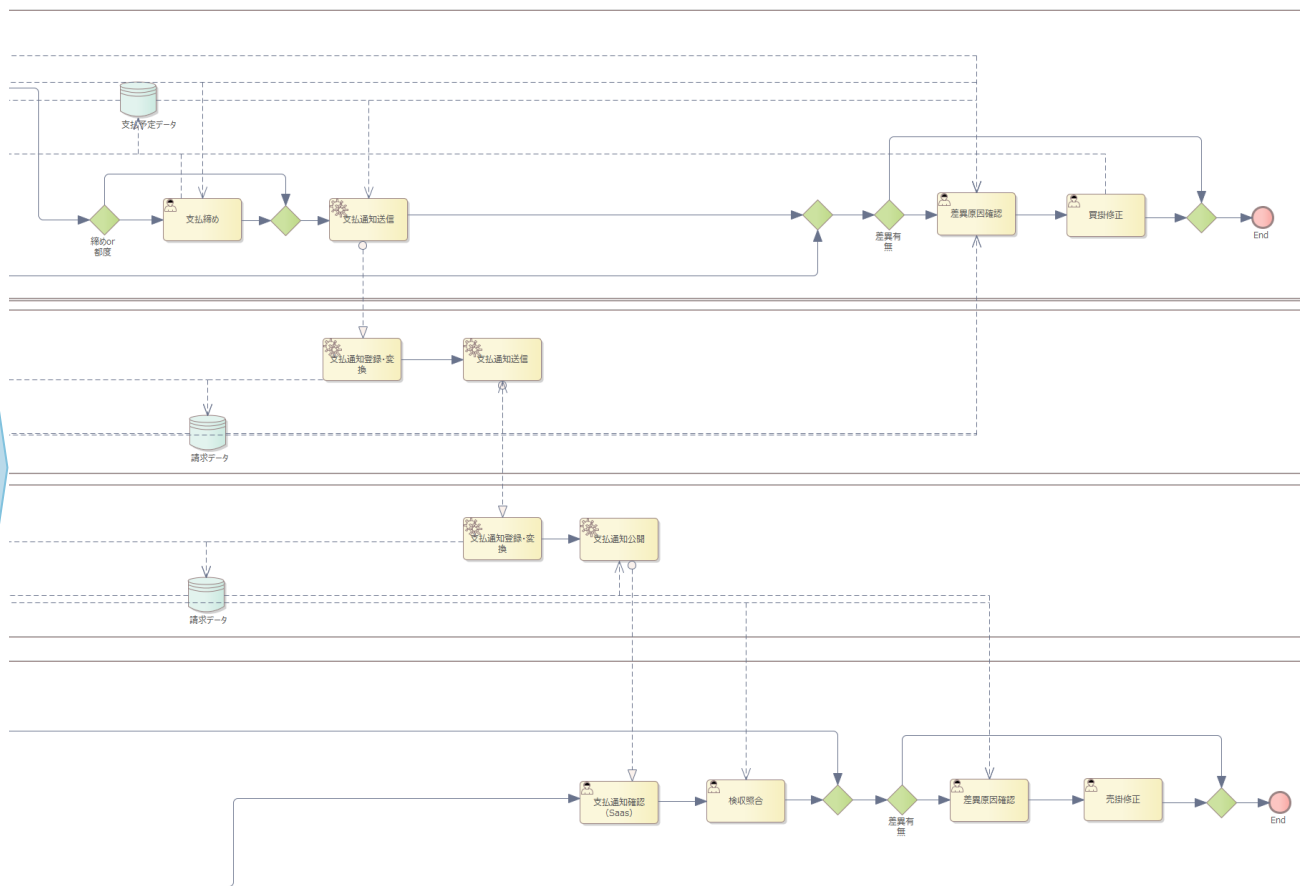 支払予定データ
締めor
都度
支払締め
支払通知送信
差異有
無
差異原因確認
買掛修正
End
支払通知登録・変
換
支払通知送信
請求データ
支払通知登録・変
換
支払通知公開
請求データ
支払通知確認
(Saas)
検収照合
差異有
無
差異原因確認
売掛修正
End